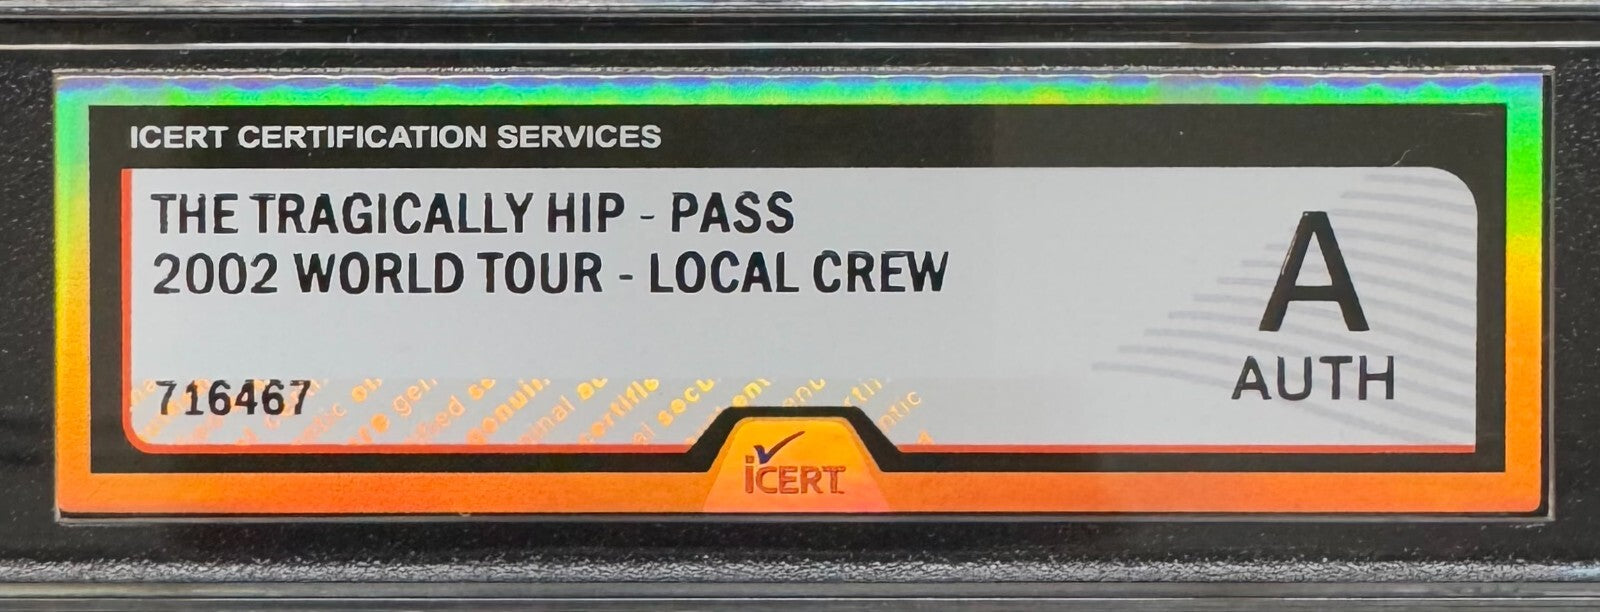 ICERT CERTIFICATION SERVICES
THE TRAGICALLY HIP - PASS
2002 WORLD TOUR - LOCAL CREW
A
AUTH
716467
iCERT